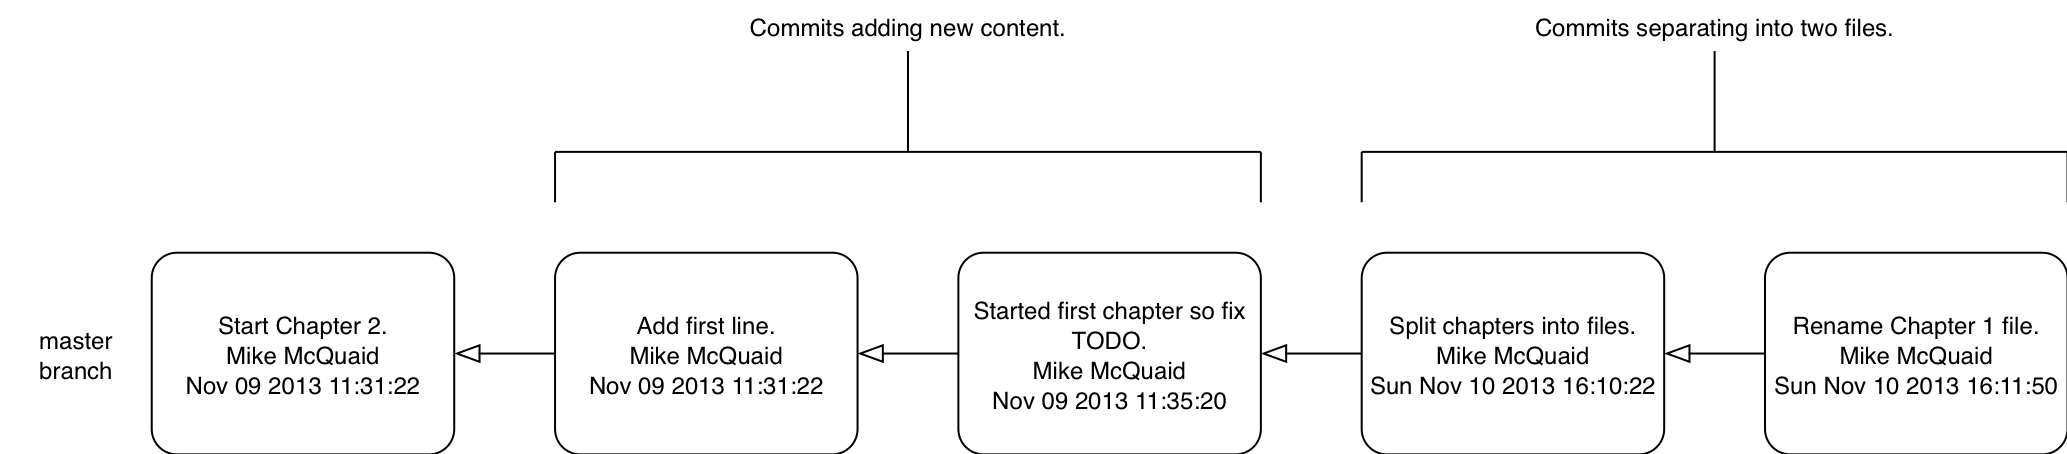 Commits adding new content.
Commits separating into two files.
master
branch
Start Chapter 2.
Mike McQuaid
Nov 09 2013 11:31:22
Add first line.
Mike McQuaid
Nov 09 2013 11:31:22
Started first chapter so fix
TODO.
Mike McQuaid
Nov 09 2013 11:35:20
Split chapters into files.
Mike McQuaid
Sun Nov 10 2013 16:10:22
Rename Chapter 1 file.
Mike McQuaid
Sun Nov 10 2013 16:11:50